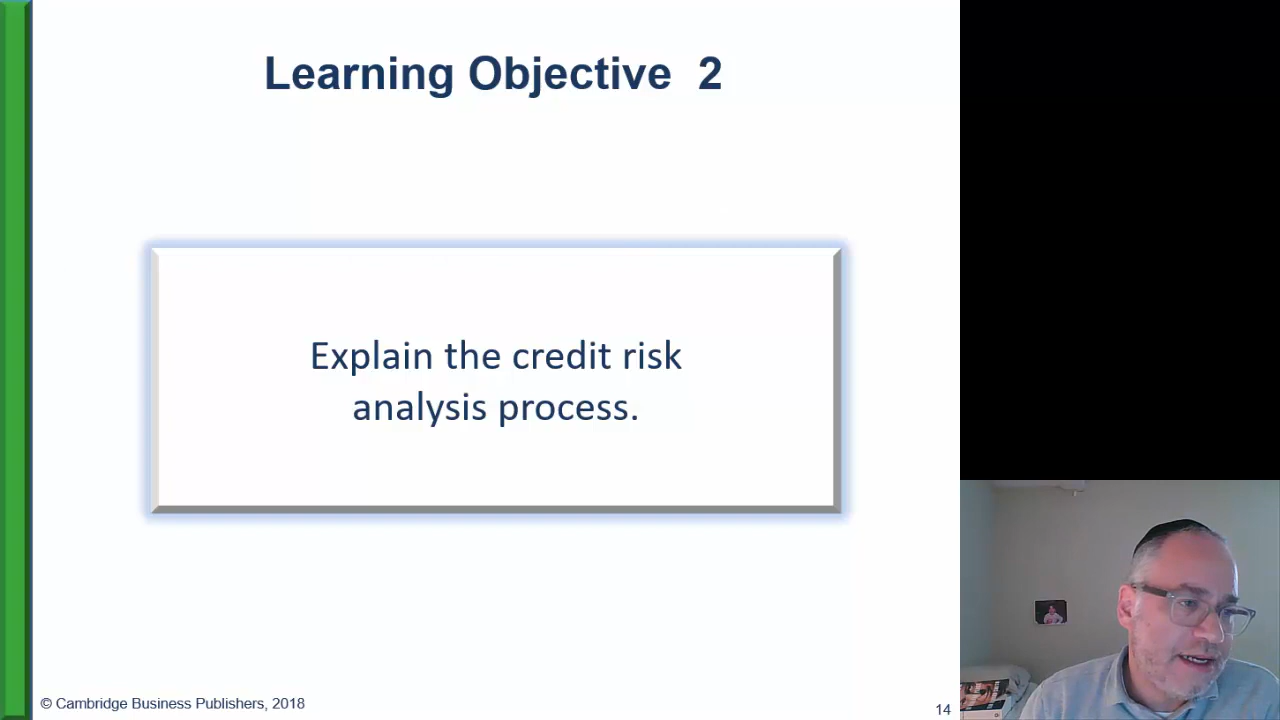 Learning Objective 2
Explain the credit risk
analysis process.
© Cambridge Business Publishers, 2018
14